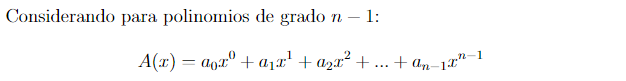 Considerando para polinomios de grado n − 1:
A(x) = a₀x⁰ + a₁x¹ + a₂x² + ... + aₙ₋₁xⁿ⁻¹